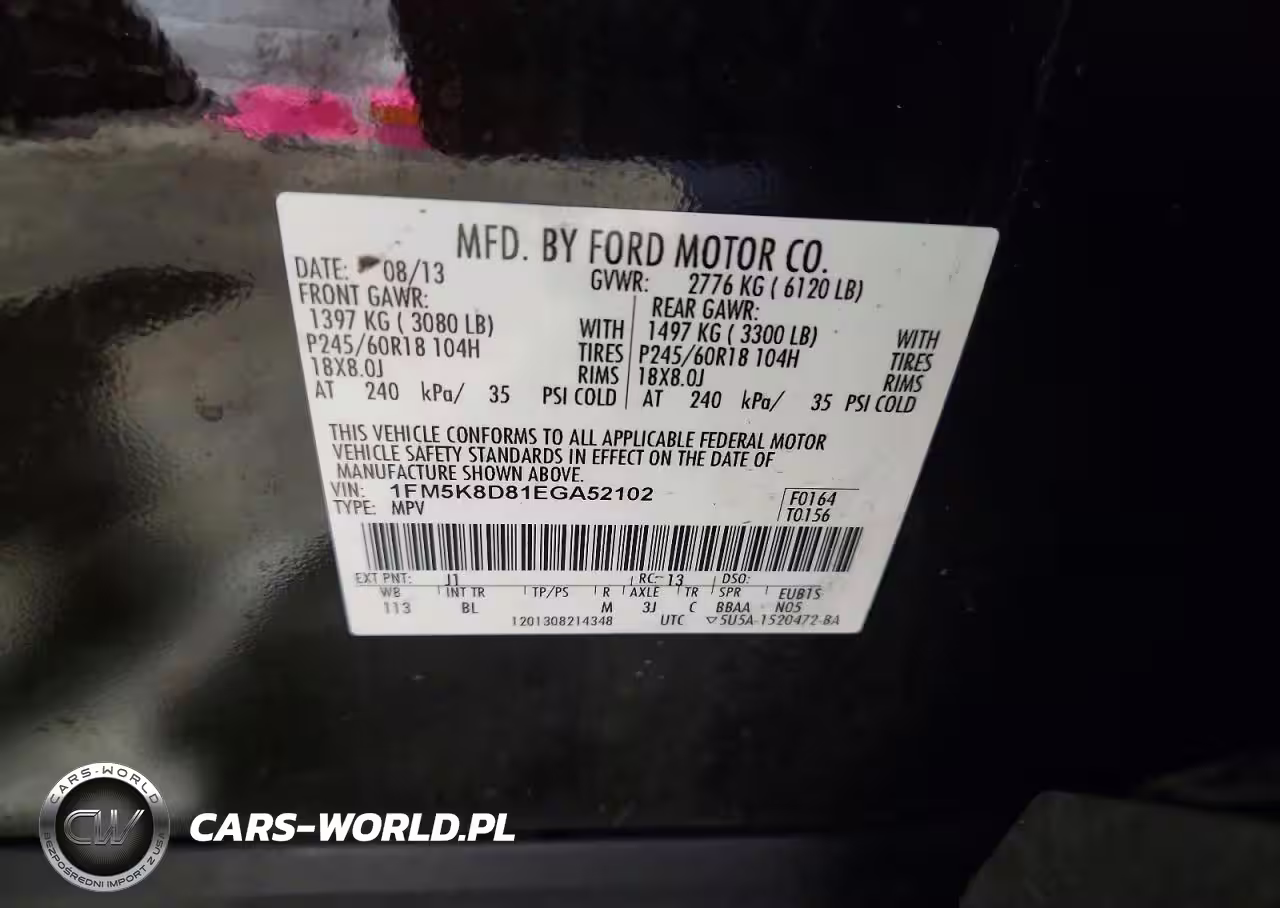 MFD. BY FORD MOTOR CO.
DATE: 08/13 GVWR: 2776 KG ( 6120 LB)
FRONT GAWR: REAR GAWR:
1397 KG ( 3080 LB) WITH 1497 KG ( 3300 LB) WITH
P245/60R18 104H TIRES P245/60R18 104H TIRES
18X8.0J RIMS 18X8.0J RIMS
AT 240 kPa/ 35 PSI COLD AT 240 kPa/ 35 PSI COLD
THIS VEHICLE CONFORMS TO ALL APPLICABLE FEDERAL MOTOR
VEHICLE SAFETY STANDARDS IN EFFECT ON THE DATE OF
MANUFACTURE SHOWN ABOVE.
VIN: 1FM5K8D81EGA52102 F0164
TYPE: MPV T0156
EXT PNT: J1 RC: 13 DSO:
WB INT TR TP/PS R AXLE TR SPR EUBTS
113 BL M 3J C BBAA N05
1201308214348 UTC ▽5U5A-1520472-BA
CARS-WORLD
CW
BEZPOŚREDNI IMPORT Z USA
CARS-WORLD.PL